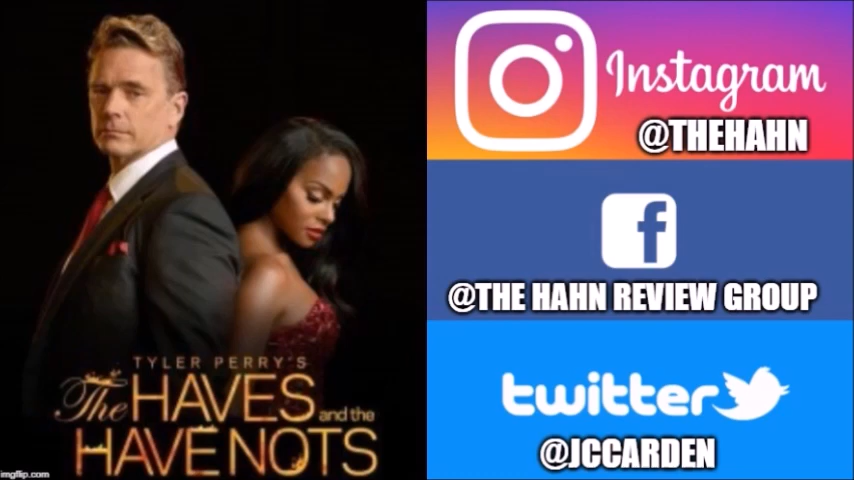 TYLER PERRY'S
The HAVES and the
HAVE NOTS
imgflip.com
Instagram
@THEHAHN
f
@THE HAHN REVIEW GROUP
twitter
@JCCARDEN